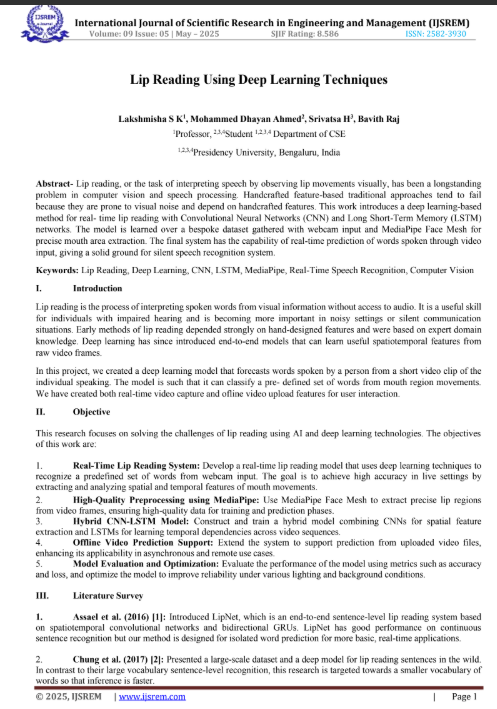 IJSREM
International Journal of Scientific Research in Engineering and Management (IJSREM)
Volume: 09 Issue: 05 | May – 2025 SJIF Rating: 8.586 ISSN: 2582-3930
Lip Reading Using Deep Learning Techniques
Lakshmisha S K1, Mohammed Dhayan Ahmed2, Srivatsa H3, Bavith Raj
1Professor, 2,3,4Student 1,2,3,4 Department of CSE
1,2,3,4Presidency University, Bengaluru, India
Abstract- Lip reading, or the task of interpreting speech by observing lip movements visually, has been a longstanding
problem in computer vision and speech processing. Handcrafted feature-based traditional approaches tend to fail
because they are prone to visual noise and depend on handcrafted features. This work introduces a deep learning-based
method for real- time lip reading with Convolutional Neural Networks (CNN) and Long Short-Term Memory (LSTM)
networks. The model is learned over a bespoke dataset gathered with webcam input and MediaPipe Face Mesh for
precise mouth area extraction. The final system has the capability of real-time prediction of words spoken through video
input, giving a solid ground for silent speech recognition system.
Keywords: Lip Reading, Deep Learning, CNN, LSTM, MediaPipe, Real-Time Speech Recognition, Computer Vision
I. Introduction
Lip reading is the process of interpreting spoken words from visual information without access to audio. It is a useful skill
for individuals with impaired hearing and is becoming more important in noisy settings or silent communication
situations. Early methods of lip reading depended strongly on hand-designed features and were based on expert domain
knowledge. Deep learning has since introduced end-to-end models that can learn useful spatiotemporal features from
raw video frames.
In this project, we created a deep learning model that forecasts words spoken by a person from a short video clip of the
individual speaking. The model is such that it can classify a pre- defined set of words from mouth region movements.
We have created both real-time video capture and ofline video upload features for user interaction.
II. Objective
This research focuses on solving the challenges of lip reading using AI and deep learning technologies. The objectives
of this work are:
1. Real-Time Lip Reading System: Develop a real-time lip reading model that uses deep learning techniques to
recognize a predefined set of words from webcam input. The goal is to achieve high accuracy in live settings by
extracting and analyzing spatial and temporal features of mouth movements.
2. High-Quality Preprocessing using MediaPipe: Use MediaPipe Face Mesh to extract precise lip regions
from video frames, ensuring high-quality data for training and prediction phases.
3. Hybrid CNN-LSTM Model: Construct and train a hybrid model combining CNNs for spatial feature
extraction and LSTMs for learning temporal dependencies across video sequences.
4. Offline Video Prediction Support: Extend the system to support prediction from uploaded video files,
enhancing its applicability in asynchronous and remote use cases.
5. Model Evaluation and Optimization: Evaluate the performance of the model using metrics such as accuracy
and loss, and optimize the model to improve reliability under various lighting and background conditions.
III. Literature Survey
1. Assael et al. (2016) [1]: Introduced LipNet, which is an end-to-end sentence-level lip reading system based
on spatiotemporal convolutional networks and bidirectional GRUs. LipNet has good performance on continuous
sentence recognition but our method is designed for isolated word prediction for more basic, real-time applications.
2. Chung et al. (2017) [2]: Presented a large-scale dataset and a deep model for lip reading sentences in the wild.
In contrast to their large vocabulary sentence-level recognition, this research is targeted towards a smaller vocabulary of
words so that inference is faster.
© 2025, IJSREM | www.ijsrem.com | Page 1